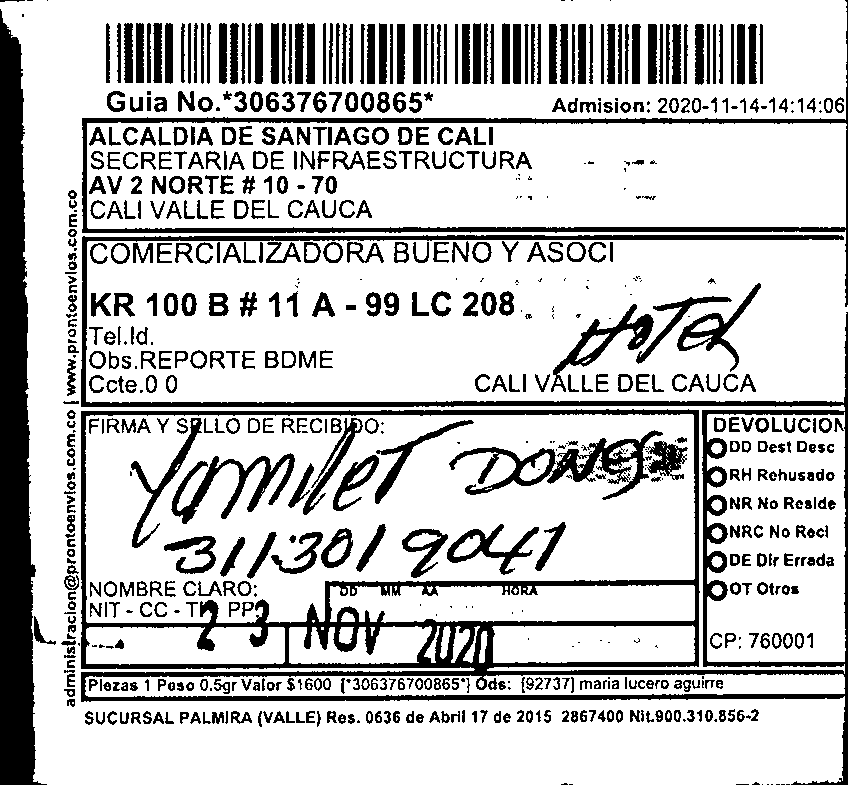 Guia No.*306376700865*
Admision: 2020-11-14-14:14:06
ALCALDIA DE SANTIAGO DE CALI
SECRETARIA DE INFRAESTRUCTURA
AV 2 NORTE # 10 - 70
CALI VALLE DEL CAUCA
COMERCIALIZADORA BUENO Y ASOCI
KR 100 B # 11 A - 99 LC 208
Tel.Id.
Hotel
Obs.REPORTE BDME
Ccte.0 0
CALI VALLE DEL CAUCA
administracion@prontoenvios.com.co | www.prontoenvios.com.co
FIRMA Y SELLO DE RECIBIDO:
Yamilet
3113019041
NOMBRE CLARO:
NIT - CC - TI PP
DD MM AA HORA
23 NOV 2020
DEVOLUCION
DD Dest Desc
RH Rehusado
NR No Reside
NRC No Recl
DE Dir Errada
OT Otros
CP: 760001
Piezas 1 Peso 0.5gr Valor $1600 [*306376700865*] Ods: [92737] maria lucero aguirre
SUCURSAL PALMIRA (VALLE) Res. 0636 de Abril 17 de 2015 2867400 Nit.900.310.856-2